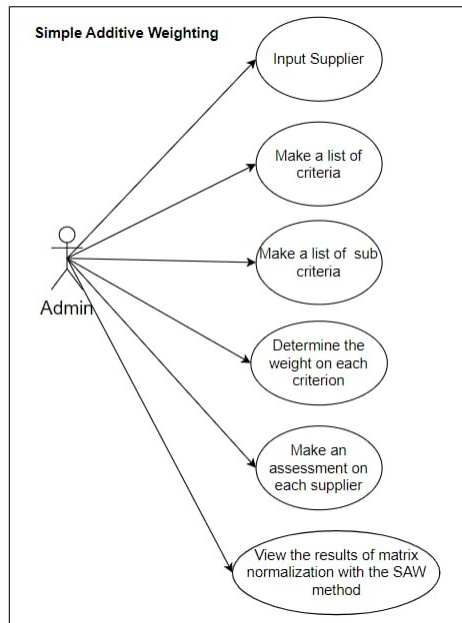 Simple Additive Weighting
Input Supplier
Make a list of
criteria
Make a list of sub
criteria
Admin
Determine the
weight on each
criterion
Make an
assessment on
each supplier
View the results of matrix
normalization with the SAW
method